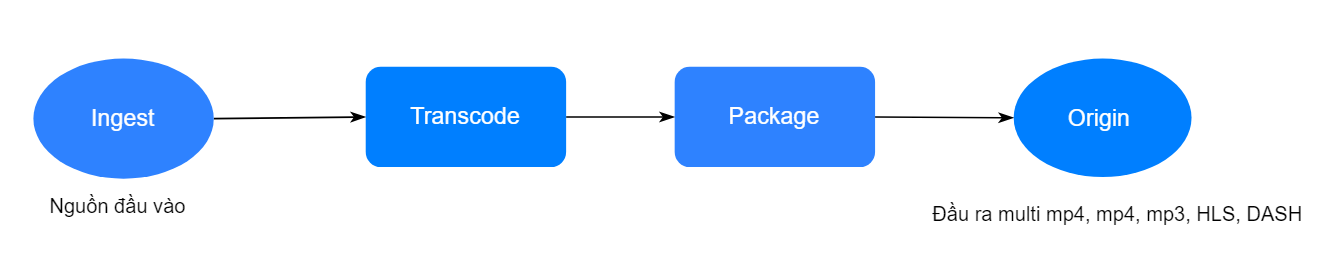 Ingest
Transcode
Package
Origin
Nguồn đầu vào
Đầu ra multi mp4, mp4, mp3, HLS, DASH